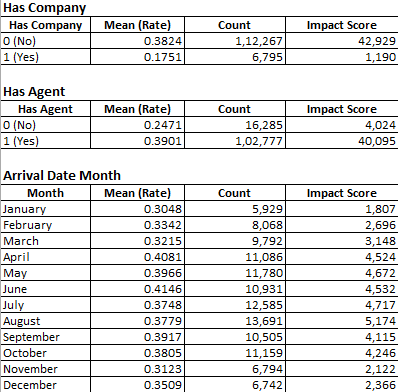 Has Company
Has Company Mean (Rate) Count Impact Score
0 (No) 0.3824 1,12,267 42,929
1 (Yes) 0.1751 6,795 1,190
Has Agent
Has Agent Mean (Rate) Count Impact Score
0 (No) 0.2471 16,285 4,024
1 (Yes) 0.3901 1,02,777 40,095
Arrival Date Month
Month Mean (Rate) Count Impact Score
January 0.3048 5,929 1,807
February 0.3342 8,068 2,696
March 0.3215 9,792 3,148
April 0.4081 11,086 4,524
May 0.3966 11,780 4,672
June 0.4146 10,931 4,532
July 0.3748 12,585 4,717
August 0.3779 13,691 5,174
September 0.3917 10,505 4,115
October 0.3805 11,159 4,246
November 0.3123 6,794 2,122
December 0.3509 6,742 2,366